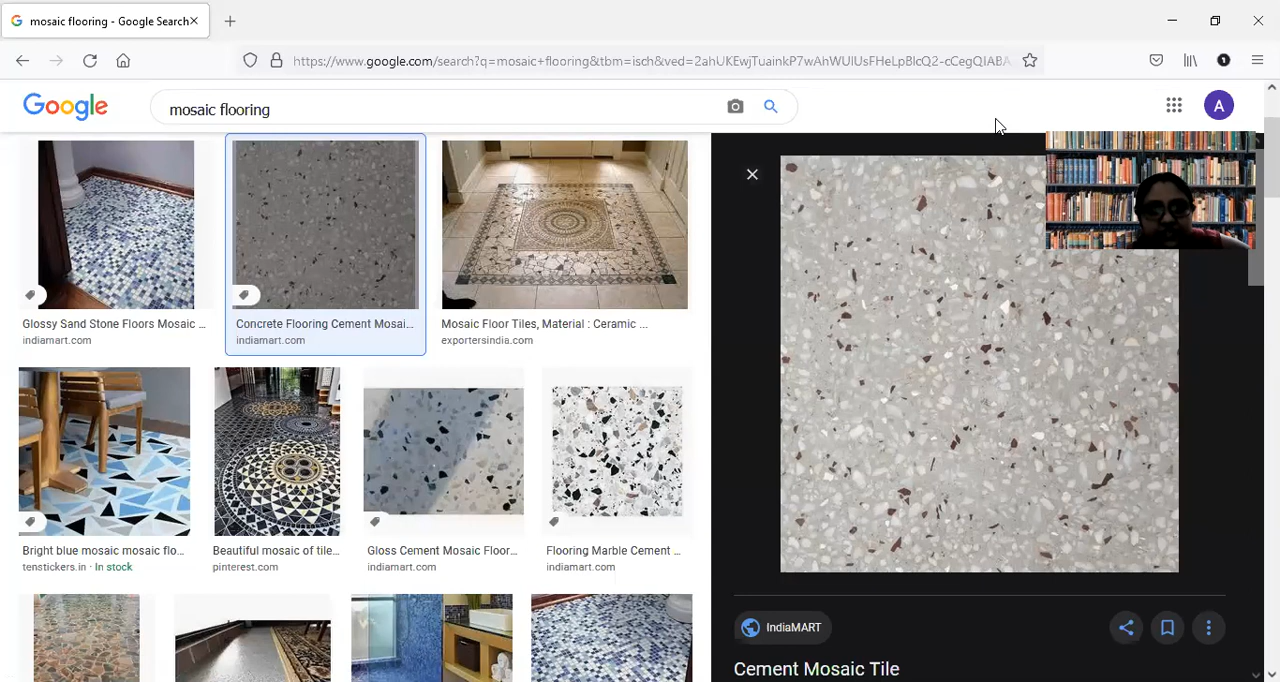 mosaic flooring - Google Search
https://www.google.com/search?q=mosaic+flooring&tbm=isch&ved=2ahUKEwjTuainkP7wAhWUlUsFHeLpBlcQ2-cCegQIABA
Google
mosaic flooring
A
Glossy Sand Stone Floors Mosaic ...
indiamart.com
Concrete Flooring Cement Mosai...
indiamart.com
Mosaic Floor Tiles, Material : Ceramic ...
exportersindia.com
Bright blue mosaic mosaic flo...
tenstickers.in · In stock
Beautiful mosaic of tile...
pinterest.com
Gloss Cement Mosaic Floor...
indiamart.com
Flooring Marble Cement ...
indiamart.com
IndiaMART
Cement Mosaic Tile